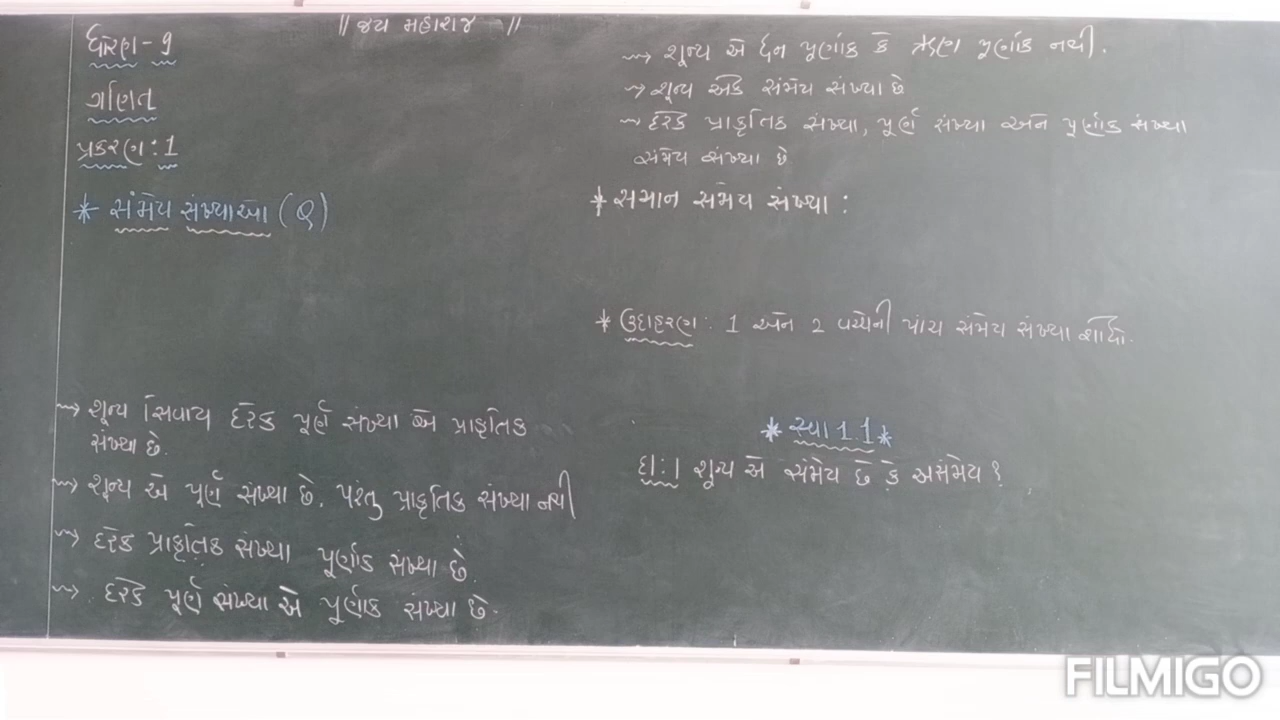 || જય મહારાજ ||
ધોરણ - 9
ગણિત
પ્રકરણ : 1
* સંમેય સંખ્યાઓ (Q)
→ શૂન્ય સિવાય દરેક પૂર્ણ સંખ્યા એ પ્રાકૃતિક
સંખ્યા છે.
→ શૂન્ય એ પૂર્ણ સંખ્યા છે. પરંતુ પ્રાકૃતિક સંખ્યા નથી
→ દરેક પ્રાકૃતિક સંખ્યા પૂર્ણાંક સંખ્યા છે.
→ દરેક પૂર્ણ સંખ્યા એ પૂર્ણાંક સંખ્યા છે.
→ શૂન્ય એ ધન પૂર્ણાંક કે ઋણ પૂર્ણાંક નથી.
→ શૂન્ય એક સંમેય સંખ્યા છે
→ દરેક પ્રાકૃતિક સંખ્યા, પૂર્ણ સંખ્યા અને પૂર્ણાંક સંખ્યા
સંમેય સંખ્યા છે
* સમાન સંમેય સંખ્યા :
* ઉદાહરણ : 1 અને 2 વચ્ચેની પાંચ સંમેય સંખ્યા શોધો.
* સ્વા 1.1 *
દા : 1 શૂન્ય એ સંમેય છે કે અસંમેય ?
FILMIGO